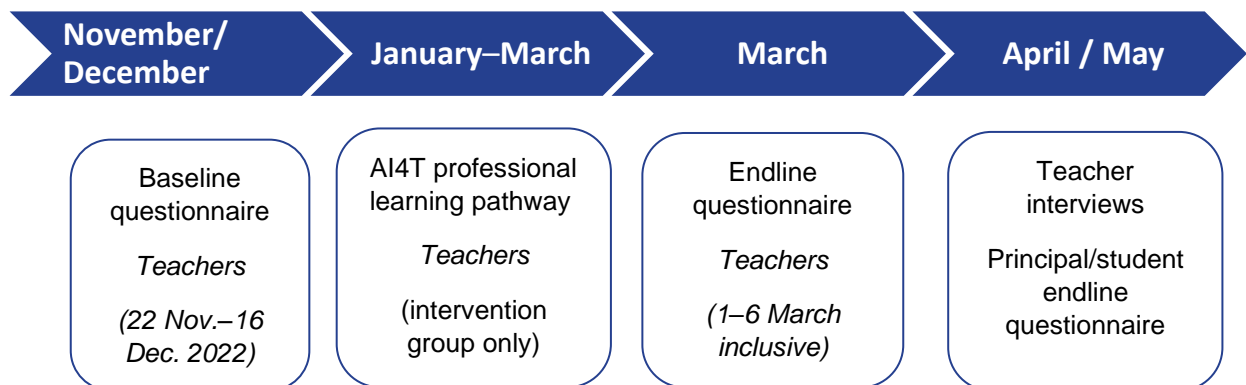 November/
December
January–March
March
April / May
Baseline
questionnaire
Teachers
(22 Nov.–16
Dec. 2022)
AI4T professional
learning pathway
Teachers
(intervention
group only)
Endline
questionnaire
Teachers
(1–6 March
inclusive)
Teacher
interviews
Principal/student
endline
questionnaire